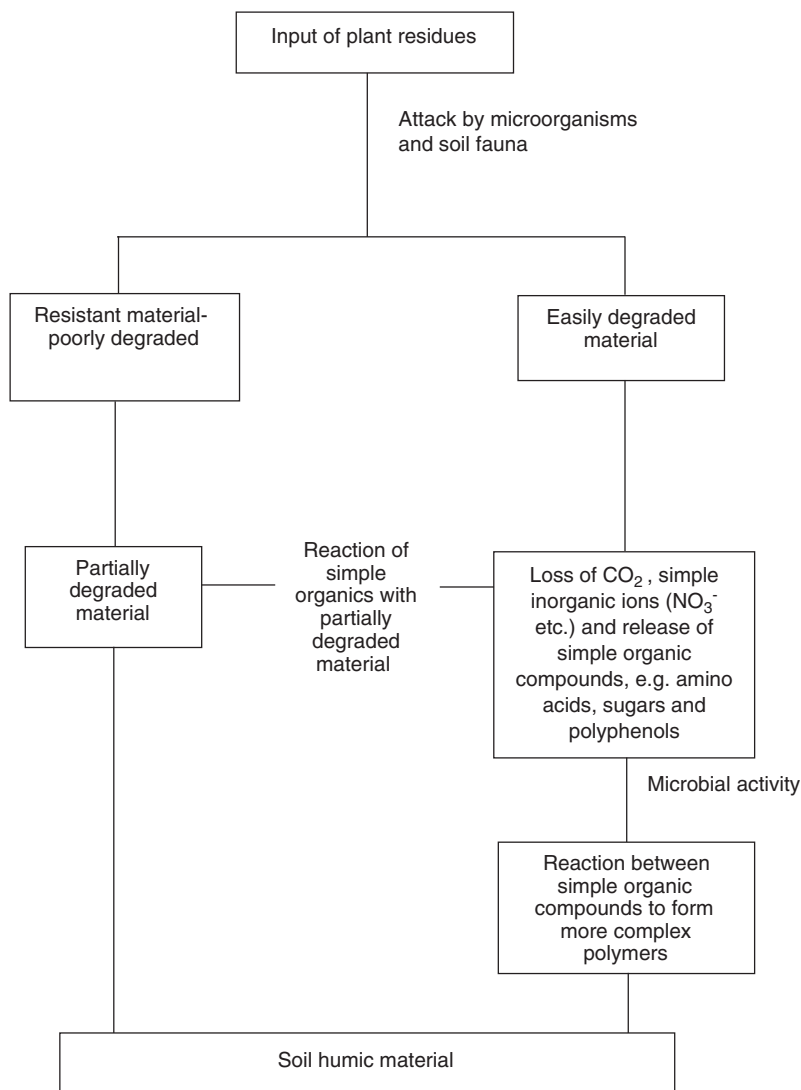 Input of plant residues
Attack by microorganisms
and soil fauna
Resistant material-
poorly degraded
Easily degraded
material
Partially
degraded
material
Reaction of
simple
organics with
partially
degraded
material
Loss of CO₂ , simple
inorganic ions (NO₃⁻
etc.) and release of
simple organic
compounds, e.g. amino
acids, sugars and
polyphenols
Microbial activity
Reaction between
simple organic
compounds to form
more complex
polymers
Soil humic material